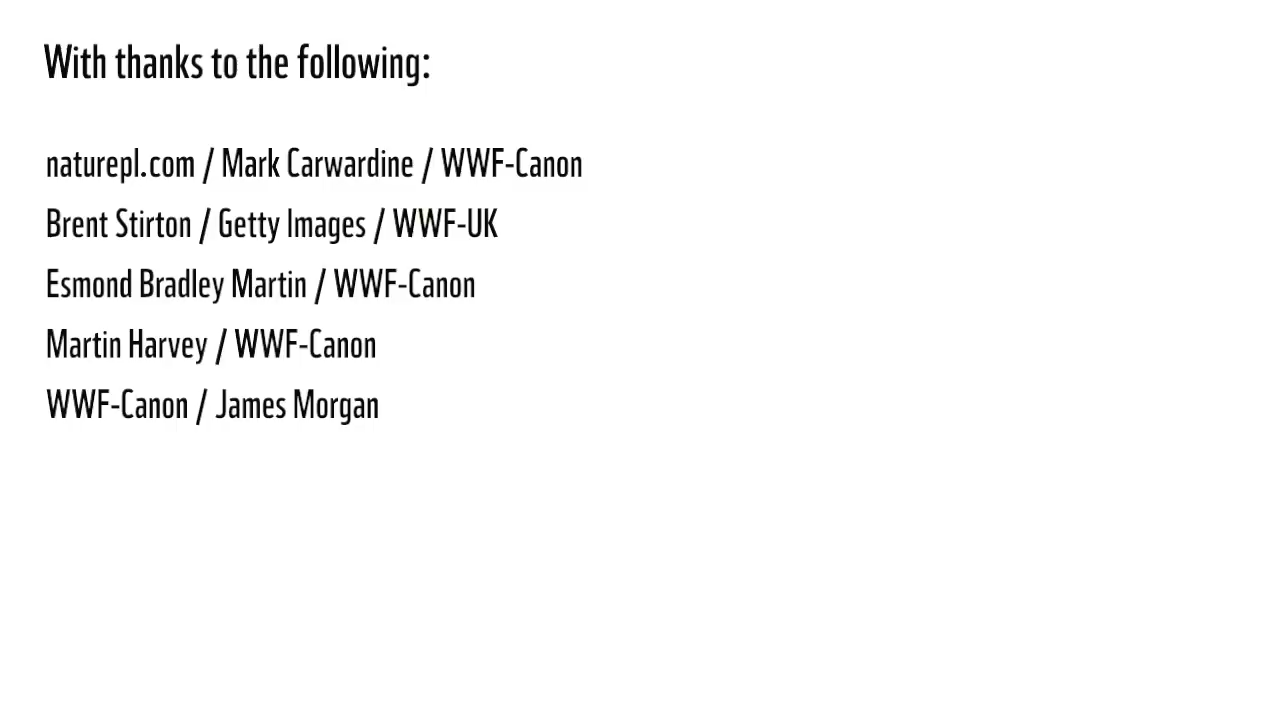 With thanks to the following:
naturepl.com / Mark Carwardine / WWF-Canon
Brent Stirton / Getty Images / WWF-UK
Esmond Bradley Martin / WWF-Canon
Martin Harvey / WWF-Canon
WWF-Canon / James Morgan